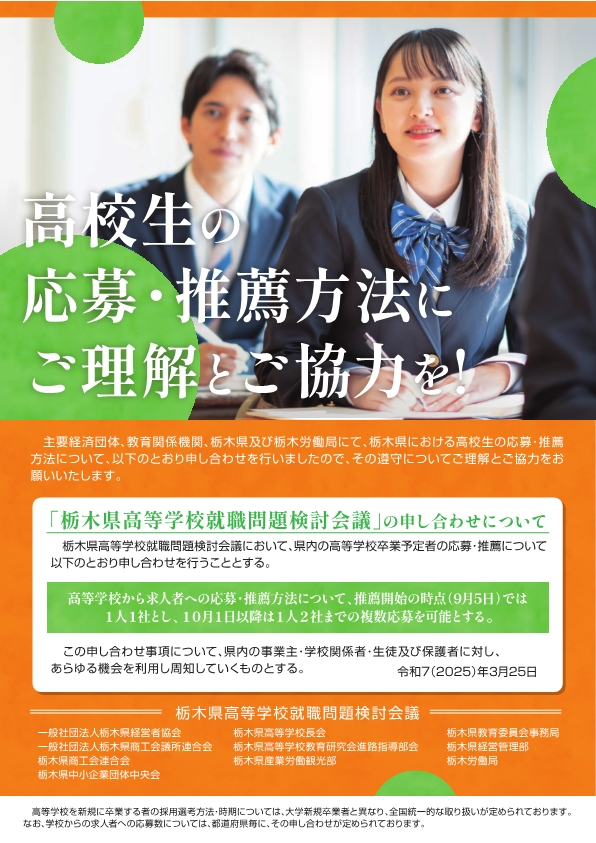 高校生の
応募・推薦方法に
ご理解とご協力を!
主要経済団体、教育関係機関、栃木県及び栃木労働局にて、栃木県における高校生の応募・推薦
方法について、以下のとおり申し合わせを行いましたので、その遵守についてご理解とご協力をお
願いいたします。
「栃木県高等学校就職問題検討会議」の申し合わせについて
栃木県高等学校就職問題検討会議において、県内の高等学校卒業予定者の応募・推薦について
以下のとおり申し合わせを行うこととする。
高等学校から求人者への応募・推薦方法について、推薦開始の時点(9月5日)では
1人1社とし、10月1日以降は1人2社までの複数応募を可能とする。
この申し合わせ事項について、県内の事業主・学校関係者・生徒及び保護者に対し、
あらゆる機会を利用し周知していくものとする。
令和7(2025)年3月25日
栃木県高等学校就職問題検討会議
一般社団法人栃木県経営者協会
一般社団法人栃木県商工会議所連合会
栃木県商工会連合会
栃木県中小企業団体中央会
栃木県高等学校長会
栃木県高等学校教育研究会進路指導部会
栃木県産業労働観光部
栃木県教育委員会事務局
栃木県経営管理部
栃木労働局
高等学校を新規に卒業する者の採用選考方法・時期については、大学新規卒業者と異なり、全国統一的な取り扱いが定められております。
なお、学校からの求人者への応募数については、都道府県毎に、その申し合わせが定められております。